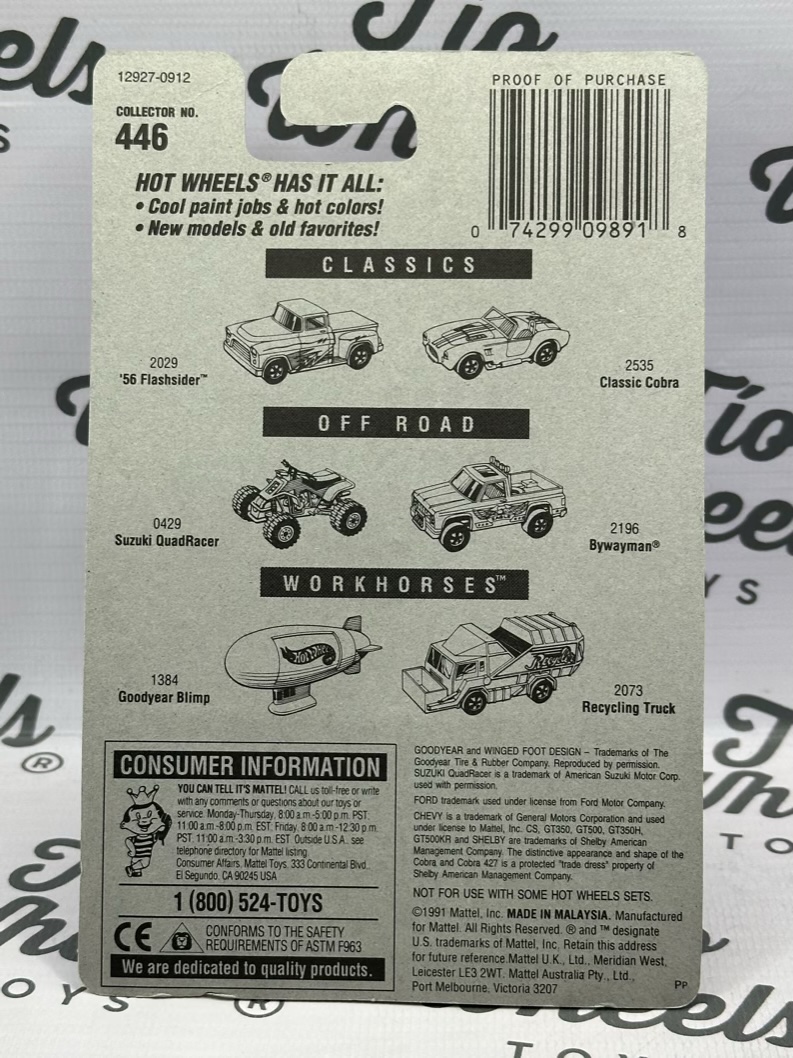 12927-0912
COLLECTOR NO.
446
PROOF OF PURCHASE
0 74299 09891 8
HOT WHEELS® HAS IT ALL:
• Cool paint jobs & hot colors!
• New models & old favorites!
CLASSICS
2029
'56 Flashsider™
2535
Classic Cobra
OFF ROAD
0429
Suzuki QuadRacer
2196
Bywayman®
WORKHORSES™
Hot Wheels
Recycler
1384
Goodyear Blimp
2073
Recycling Truck
CONSUMER INFORMATION
YOU CAN TELL IT'S MATTEL! CALL us toll-free or write
with any comments or questions about our toys or
service. Monday-Thursday, 8:00 a.m.-5:00 p.m. PST.
11:00 a.m.-8:00 p.m. EST. Friday, 8:00 a.m.-12:30 p.m.
PST. 11:00 a.m.-3:30 p.m. EST. Outside U.S.A., see
telephone directory for Mattel listing.
Consumer Affairs, Mattel Toys, 333 Continental Blvd.
El Segundo, CA 90245 USA
1 (800) 524-TOYS
CE
CONFORMS TO THE SAFETY
REQUIREMENTS OF ASTM F963
We are dedicated to quality products.
GOODYEAR and WINGED FOOT DESIGN – Trademarks of The
Goodyear Tire & Rubber Company. Reproduced by permission.
SUZUKI QuadRacer is a trademark of American Suzuki Motor Corp.
used with permission.
FORD trademark used under license from Ford Motor Company.
CHEVY is a trademark of General Motors Corporation and used
under license to Mattel, Inc. CS, GT350, GT500, GT350H,
GT500KR and SHELBY are trademarks of Shelby American
Management Company. The distinctive appearance and shape of the
Cobra and Cobra 427 is a protected "trade dress" property of
Shelby American Management Company.
NOT FOR USE WITH SOME HOT WHEELS SETS.
©1991 Mattel, Inc. MADE IN MALAYSIA. Manufactured
for Mattel. All Rights Reserved. ® and ™ designate
U.S. trademarks of Mattel, Inc. Retain this address
for future reference. Mattel U.K., Ltd., Meridian West,
Leicester LE3 2WT. Mattel Australia Pty., Ltd.,
Port Melbourne, Victoria 3207
PP